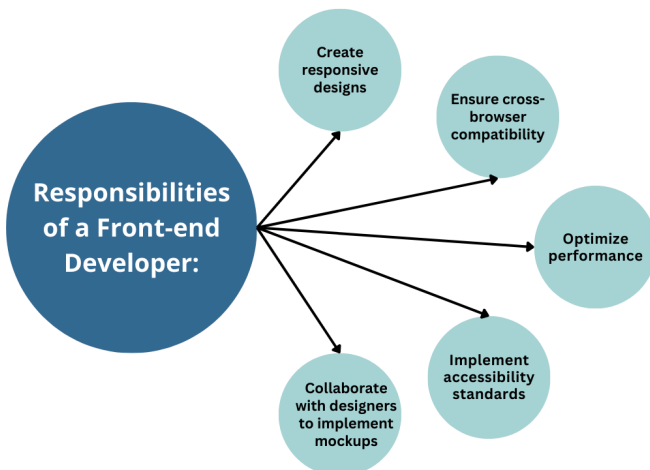 Responsibilities
of a Front-end
Developer:
Create
responsive
designs
Ensure cross-
browser
compatibility
Optimize
performance
Implement
accessibility
standards
Collaborate
with designers
to implement
mockups